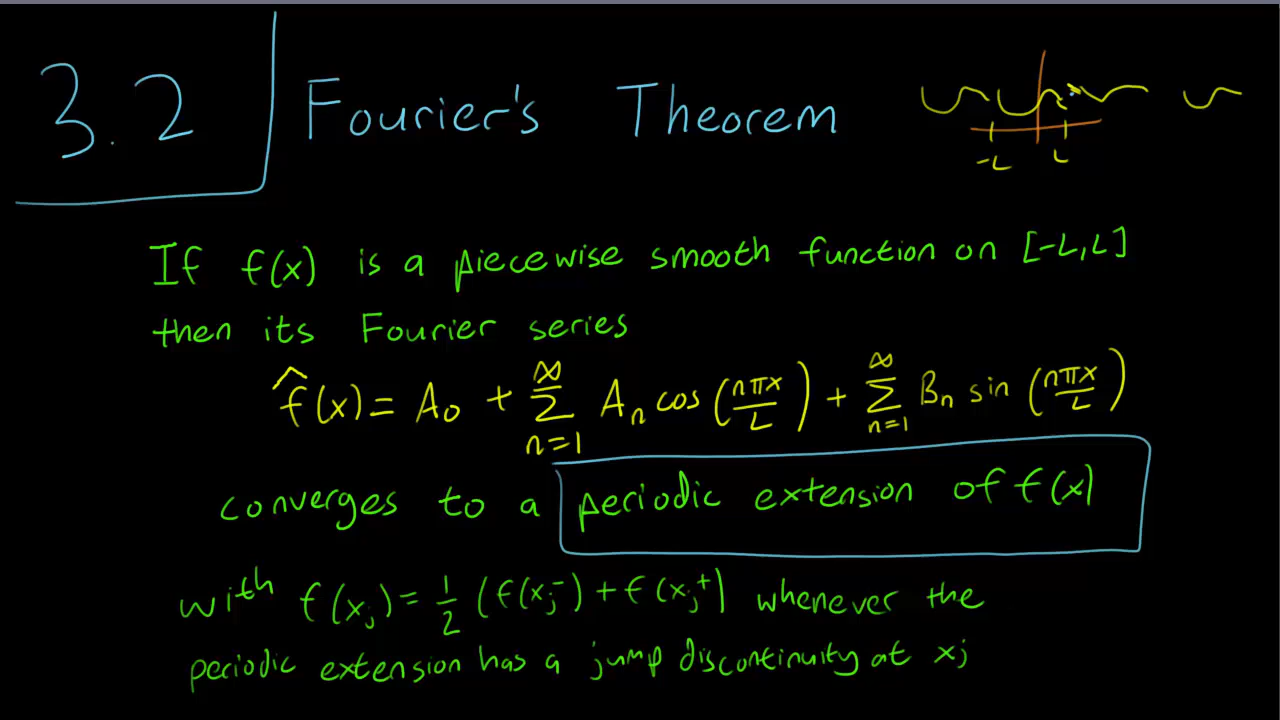 3.2 Fourier's Theorem
-L L
If f(x) is a piecewise smooth function on [-L,L]
then its Fourier series
f̂(x) = A₀ + ∑_{n=1}^{∞} Aₙ cos(nπx/L) + ∑_{n=1}^{∞} Bₙ sin(nπx/L)
converges to a periodic extension of f(x)
with f(xⱼ) = 1/2 (f(xⱼ⁻) + f(xⱼ⁺)) whenever the
periodic extension has a jump discontinuity at xj